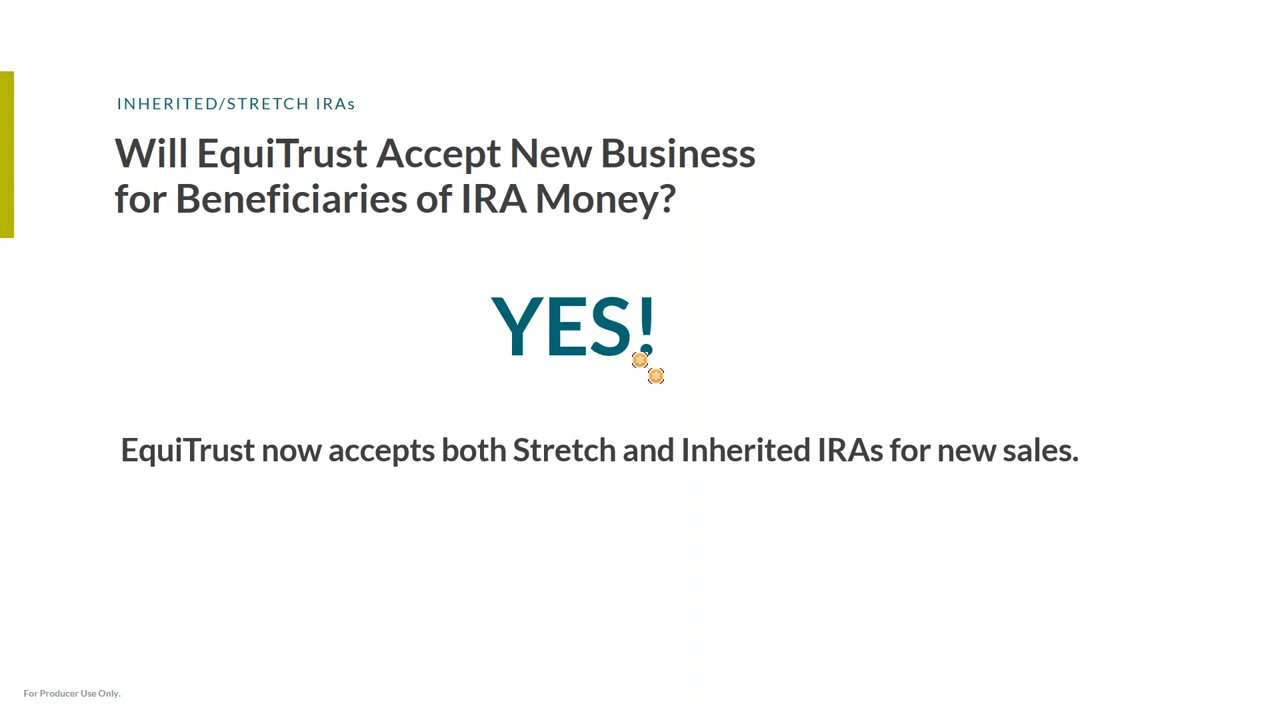 INHERITED/STRETCH IRAs
Will EquiTrust Accept New Business
for Beneficiaries of IRA Money?
YES!
EquiTrust now accepts both Stretch and Inherited IRAs for new sales.
For Producer Use Only.